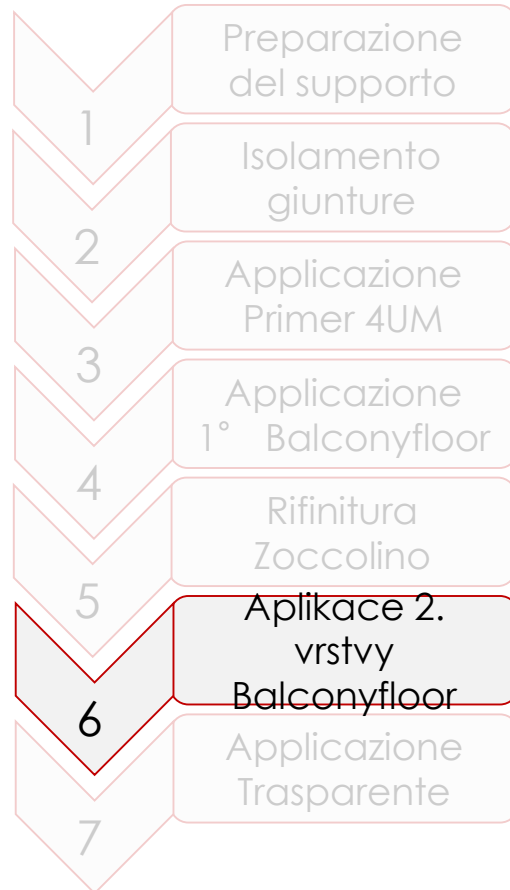 1
Preparazione
del supporto
2
Isolamento
giunture
3
Applicazione
Primer 4UM
4
Applicazione
1° Balconyfloor
5
Rifinitura
Zoccolino
6
Aplikace 2.
vrstvy
Balconyfloor
7
Applicazione
Trasparente